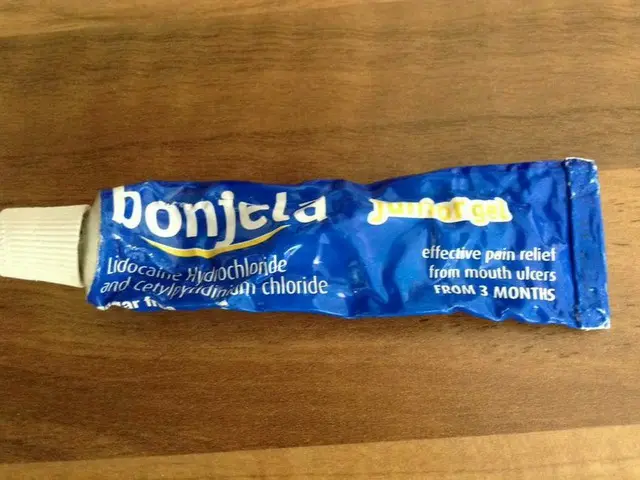 bonjela
junior gel
Lidocaine Hydrochloride
and cetylpyridinium chloride
effective pain relief
from mouth ulcers
FROM 3 MONTHS